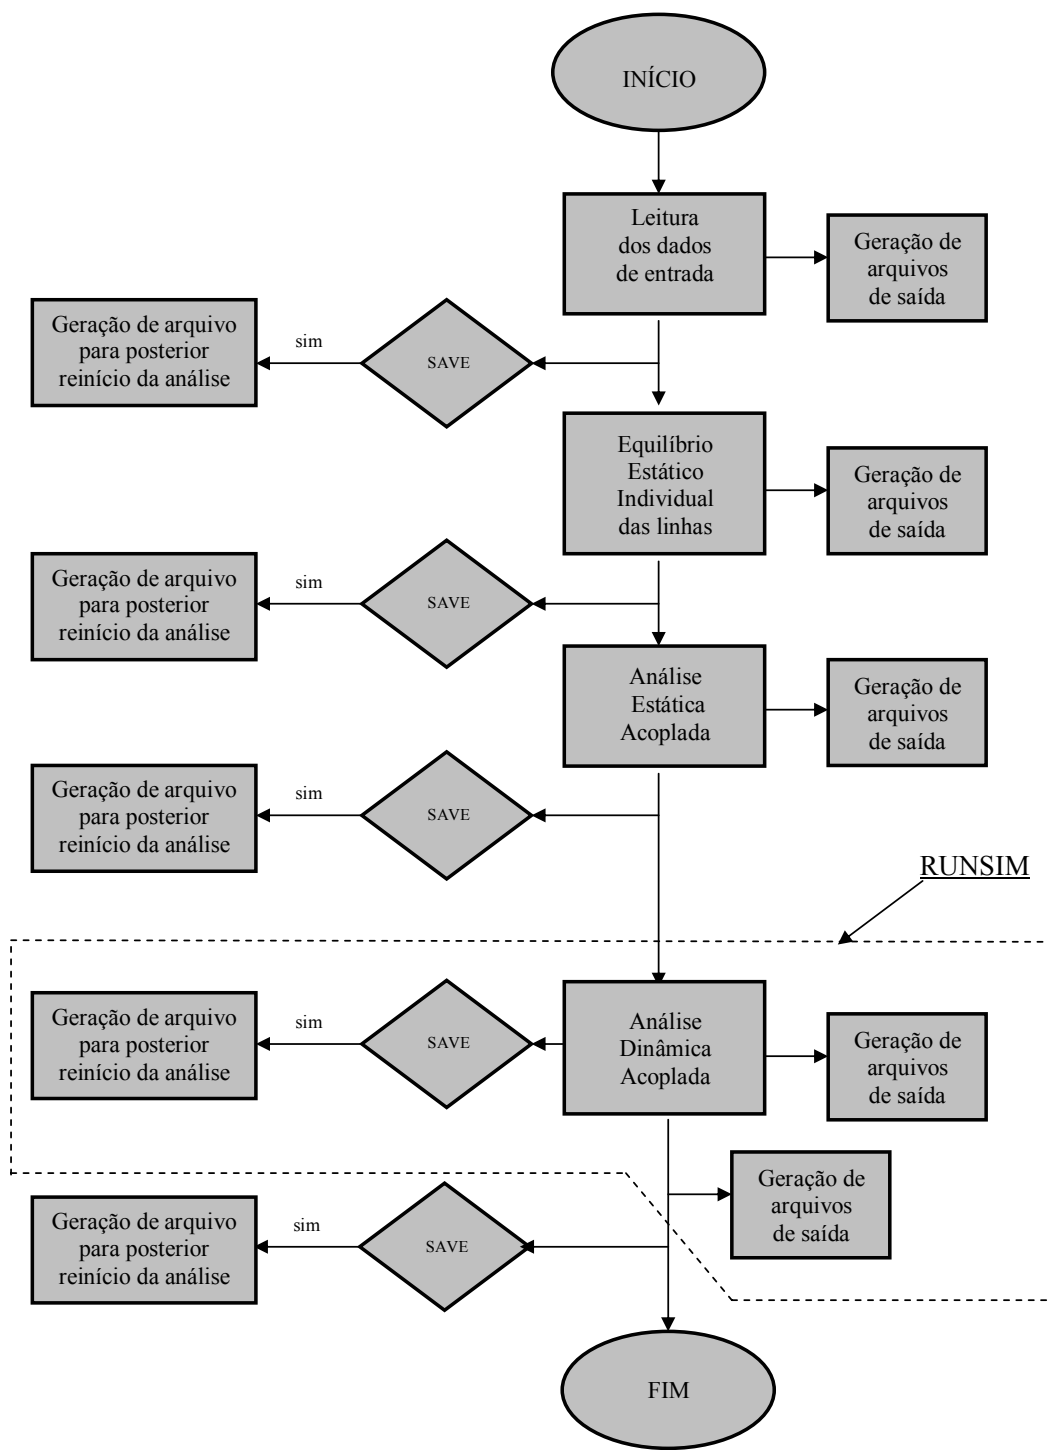 INÍCIO
Leitura
dos dados
de entrada
Geração de
arquivos
de saída
Geração de arquivo
para posterior
reinício da análise
sim
SAVE
Equilíbrio
Estático
Individual
das linhas
Geração de
arquivos
de saída
Geração de arquivo
para posterior
reinício da análise
sim
SAVE
Análise
Estática
Acoplada
Geração de
arquivos
de saída
Geração de arquivo
para posterior
reinício da análise
sim
SAVE
RUNSIM
Geração de arquivo
para posterior
reinício da análise
sim
SAVE
Análise
Dinâmica
Acoplada
Geração de
arquivos
de saída
Geração de
arquivos
de saída
Geração de arquivo
para posterior
reinício da análise
sim
SAVE
FIM